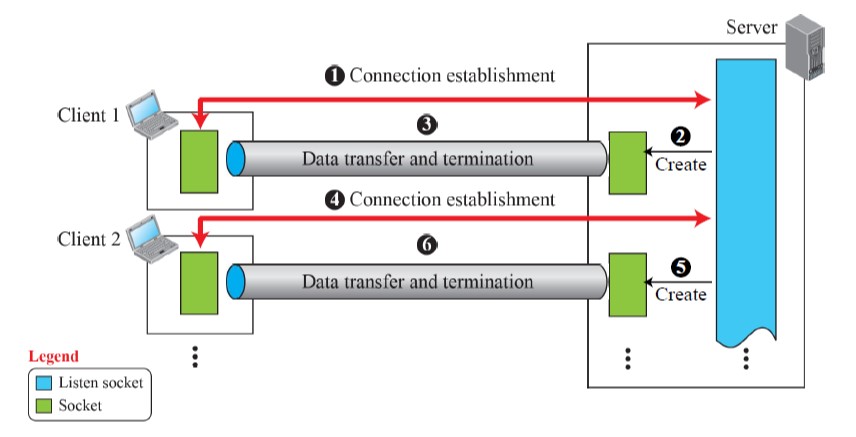 Server
❶ Connection establishment
Client 1
❸
❷
Data transfer and termination
Create
❹ Connection establishment
Client 2
❻
❺
Data transfer and termination
Create
Legend
Listen socket
Socket